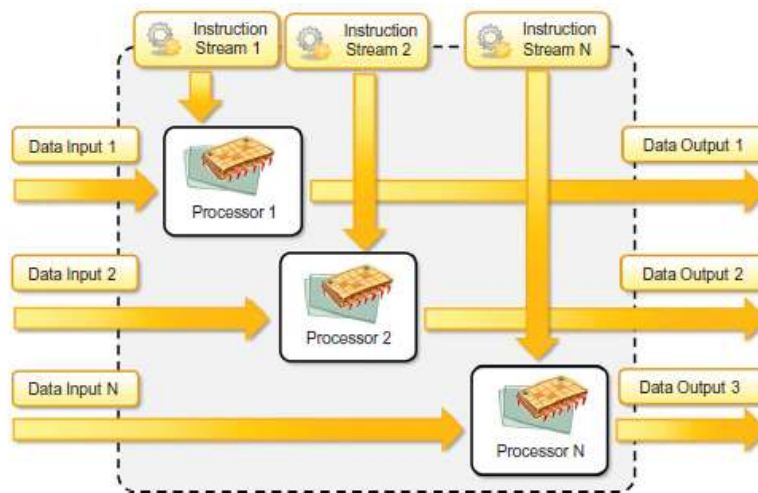 Instruction
Stream 1
Instruction
Stream 2
Instruction
Stream N
Data Input 1
Data Output 1
Processor 1
Data Input 2
Data Output 2
Processor 2
Data Input N
Data Output 3
Processor N